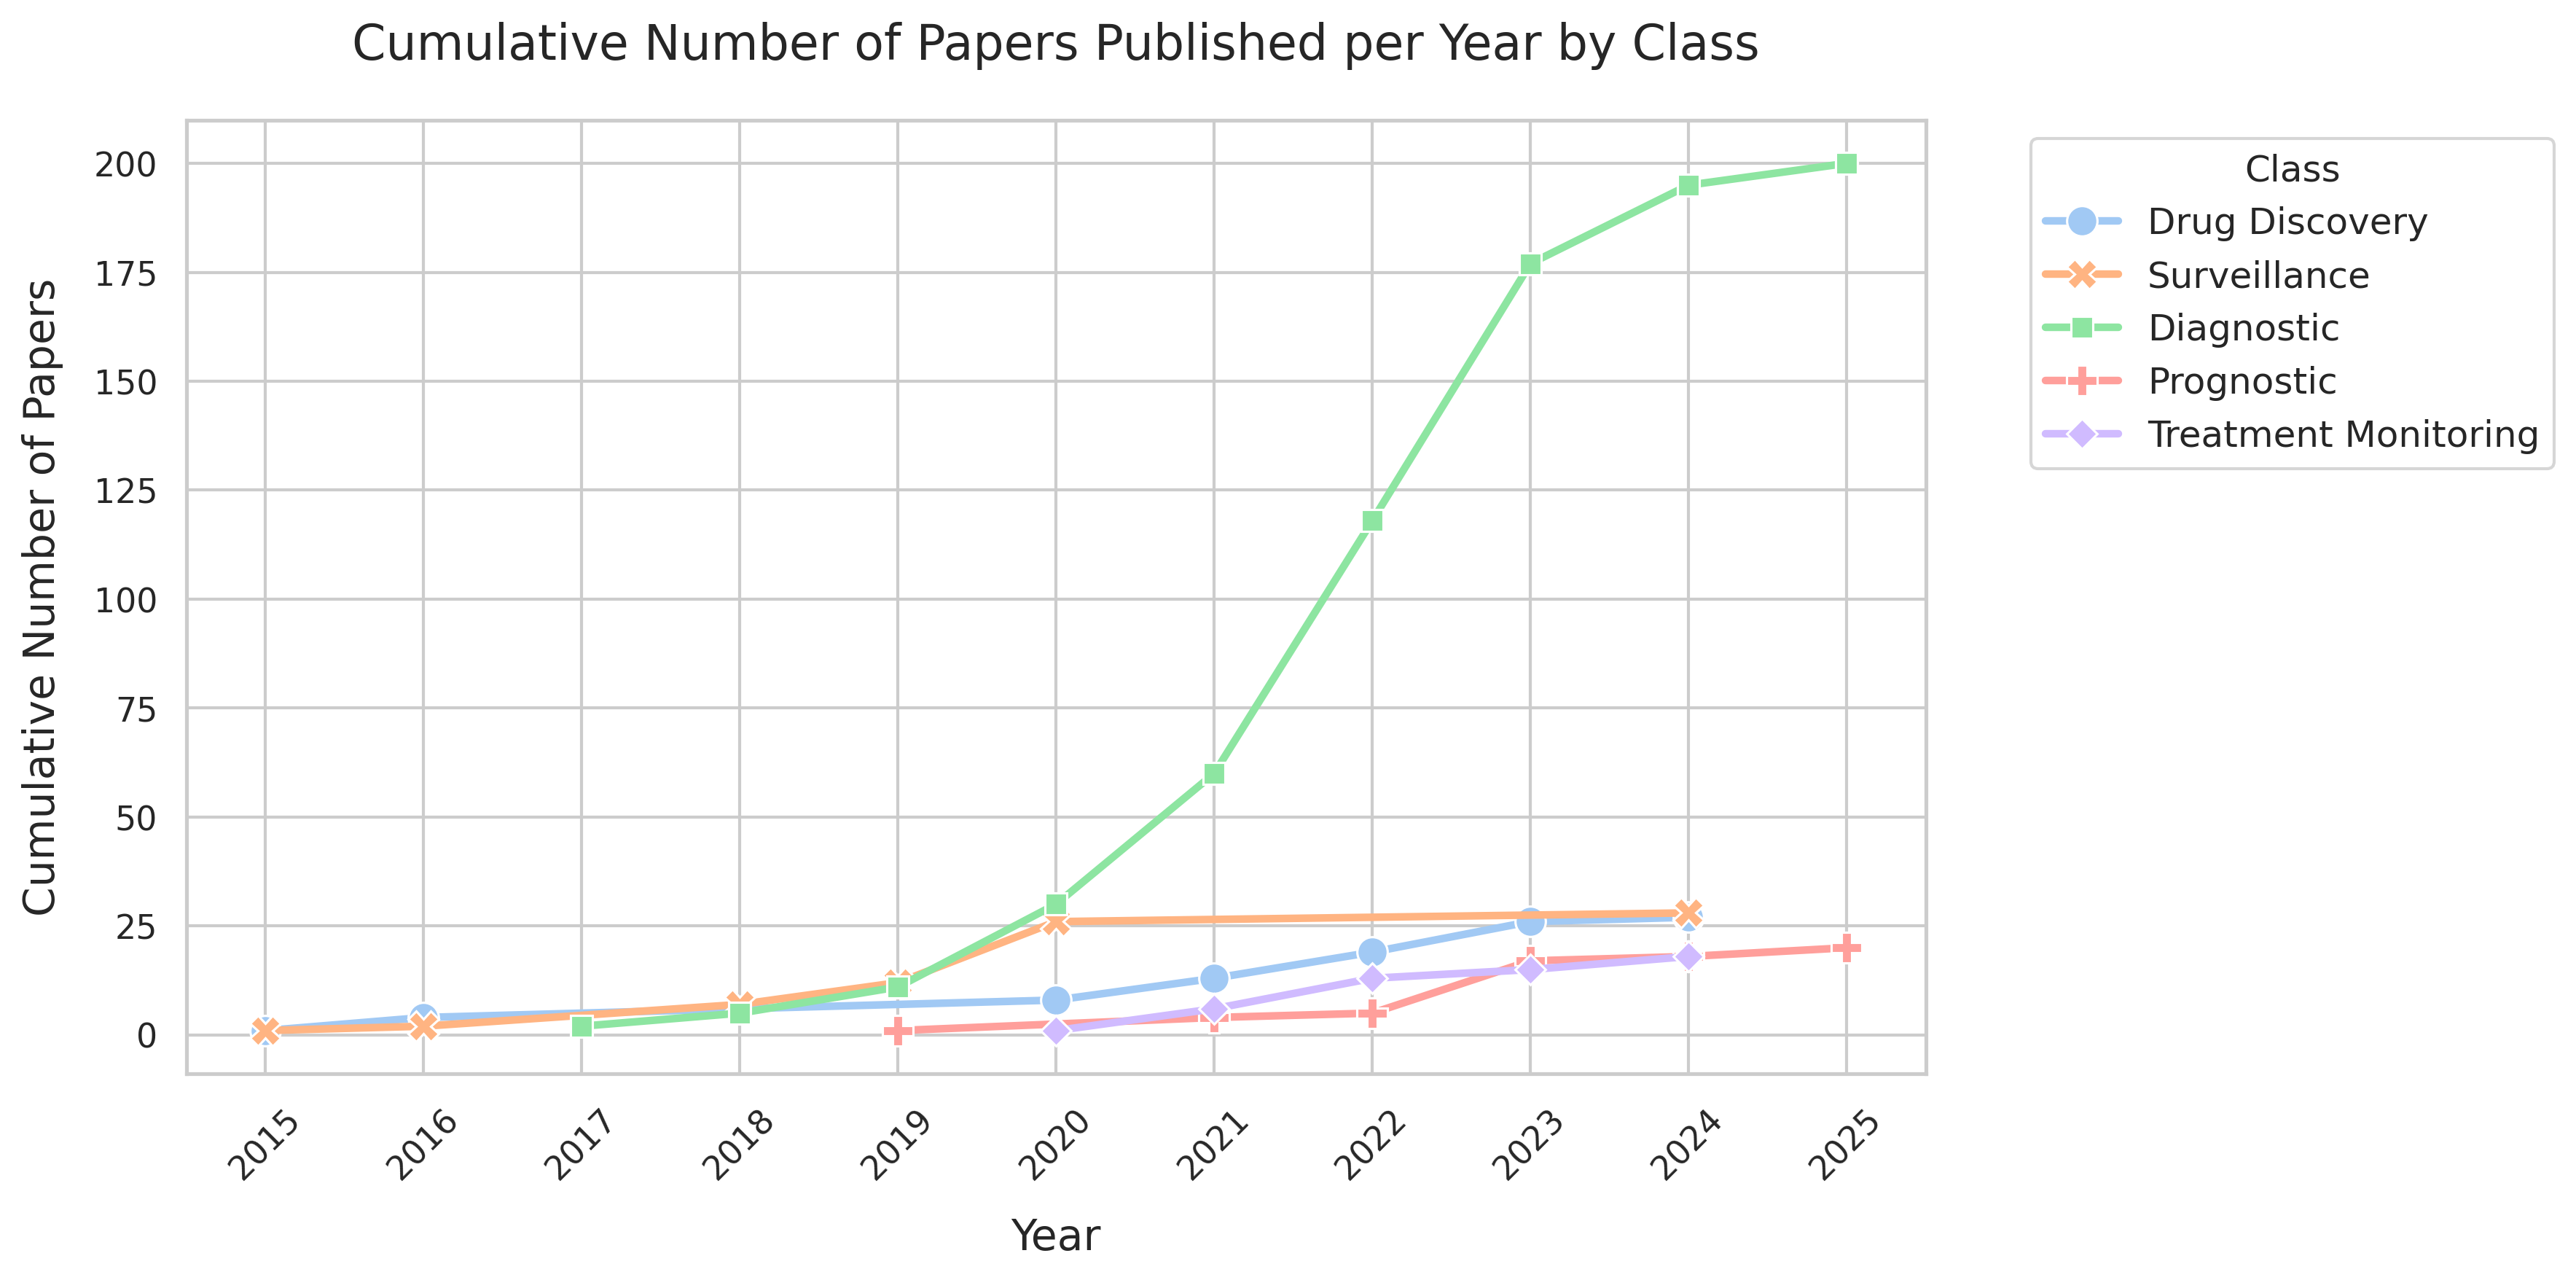 Cumulative Number of Papers Published per Year by Class
Cumulative Number of Papers
200
175
150
125
100
75
50
25
0
2015
2016
2017
2018
2019
2020
2021
2022
2023
2024
2025
Year
Class
Drug Discovery
Surveillance
Diagnostic
Prognostic
Treatment Monitoring